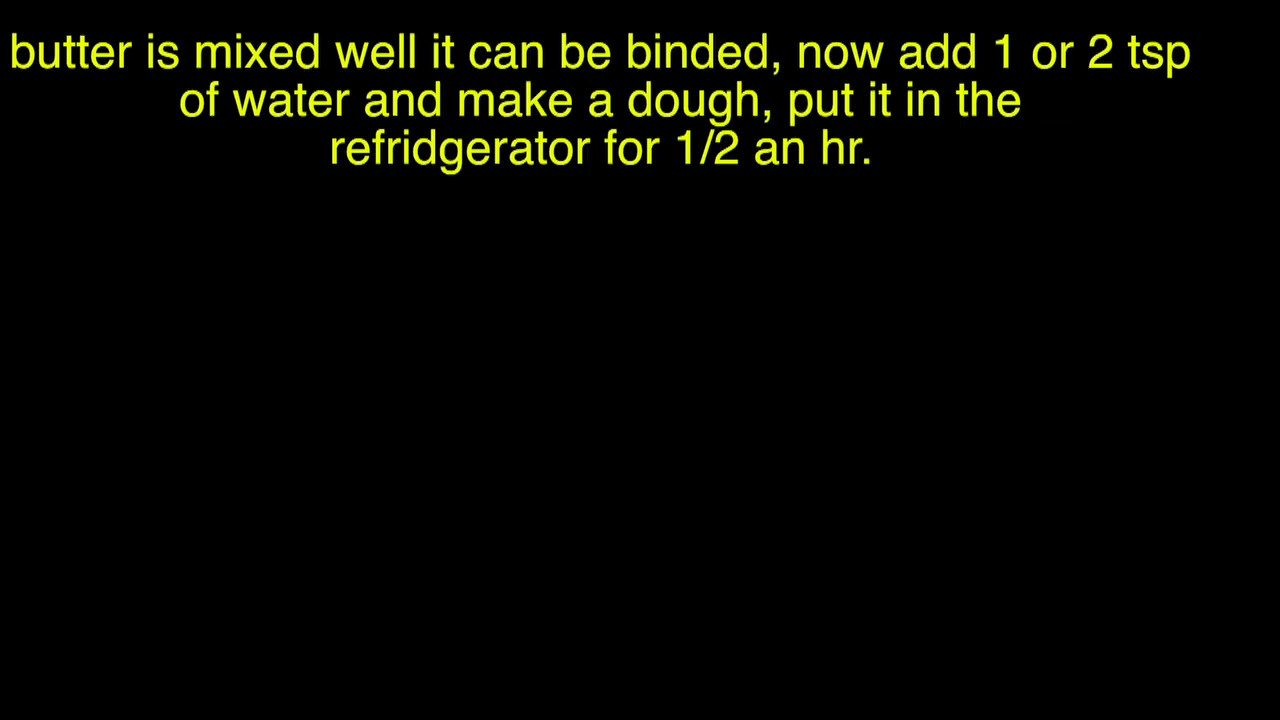 butter is mixed well it can be binded, now add 1 or 2 tsp
of water and make a dough, put it in the
refridgerator for 1/2 an hr.